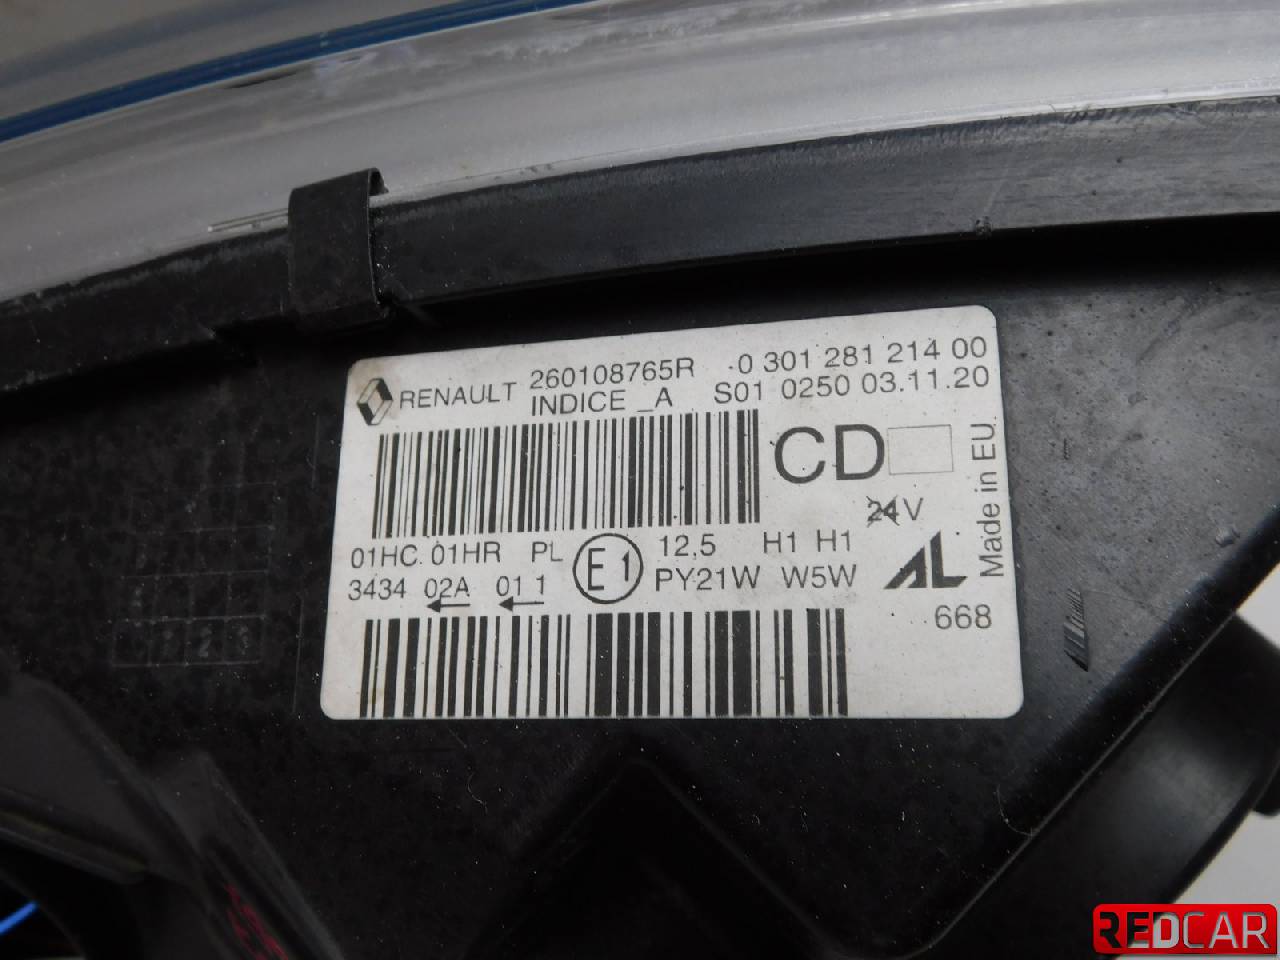 RENAULT 260108765R 0 301 281 214 00
INDICE _A S01 0250 03.11.20
CD
24V
Made in EU.
01HC 01HR PL E1 12,5 H1 H1
3434 02A 01 1 PY21W W5W AL
668
REDCAR